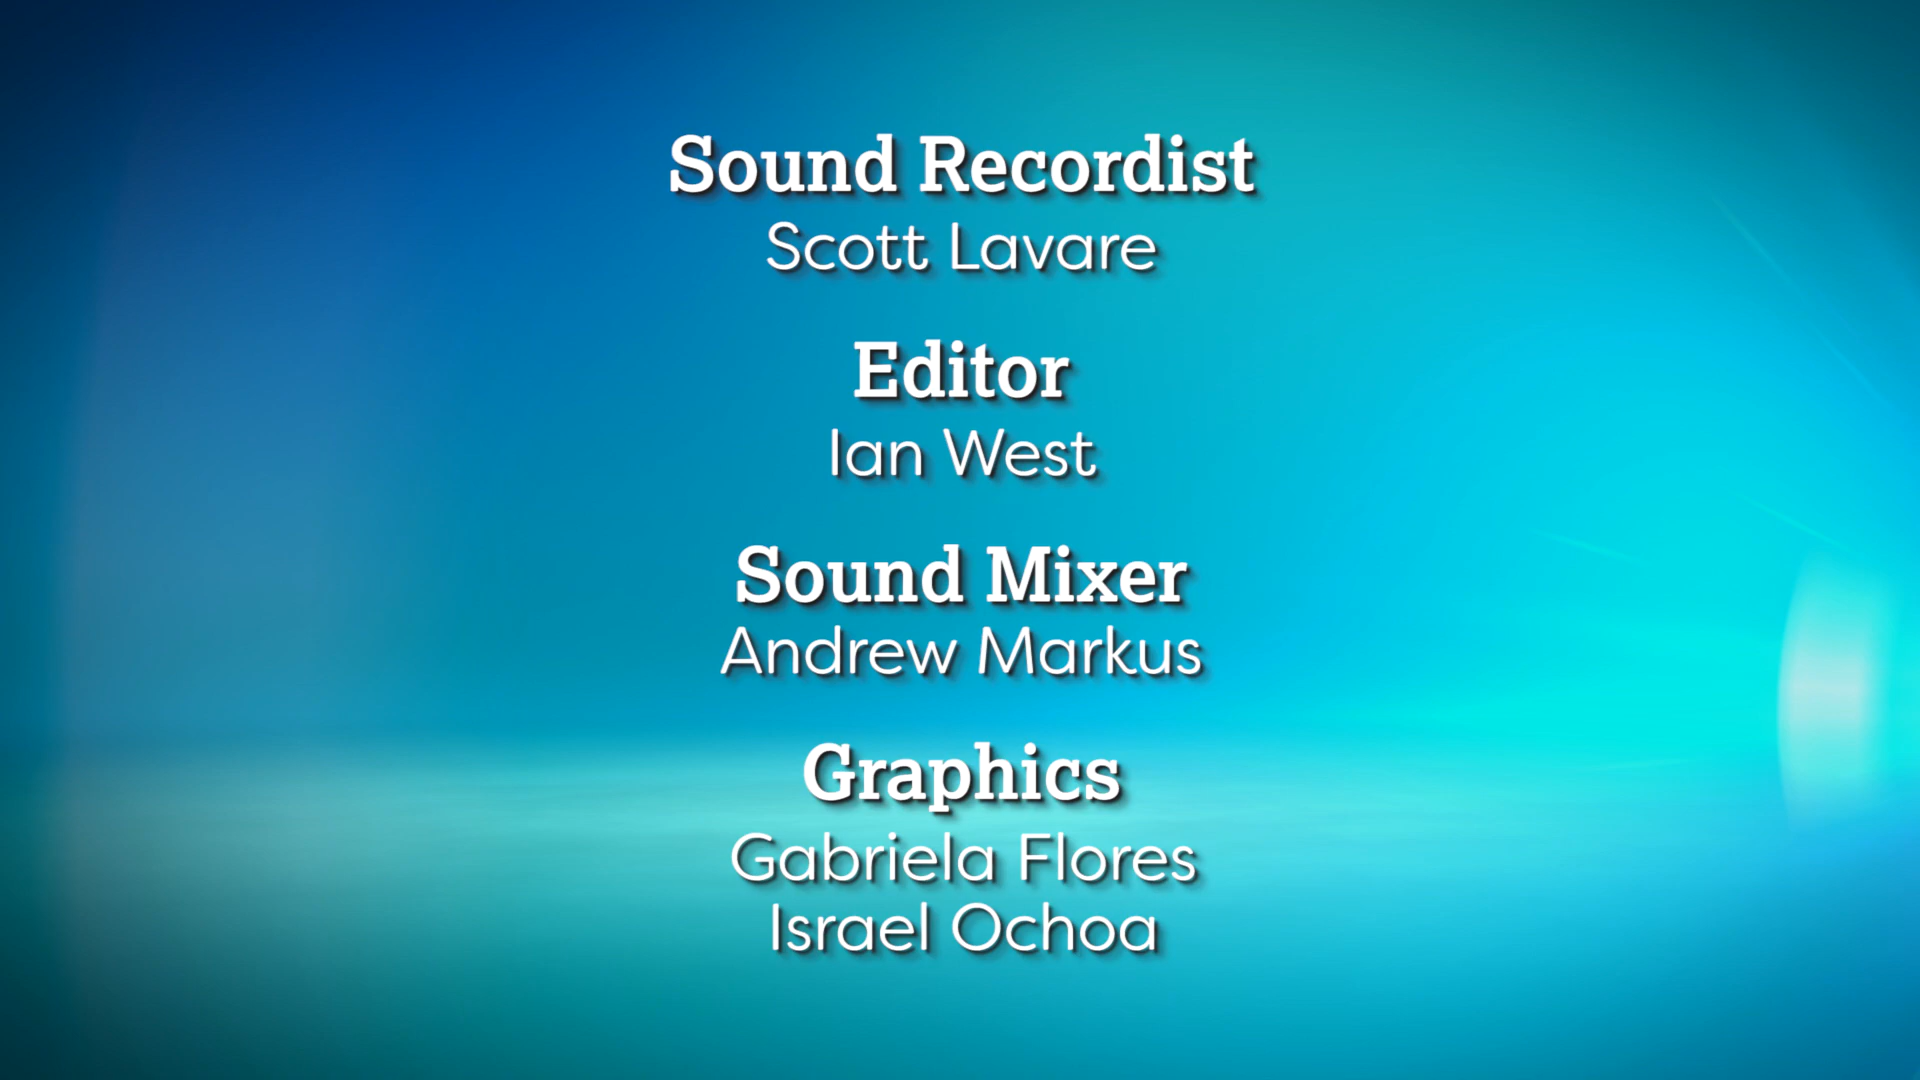 Sound Recordist
Scott Lavare
Editor
Ian West
Sound Mixer
Andrew Markus
Graphics
Gabriela Flores
Israel Ochoa